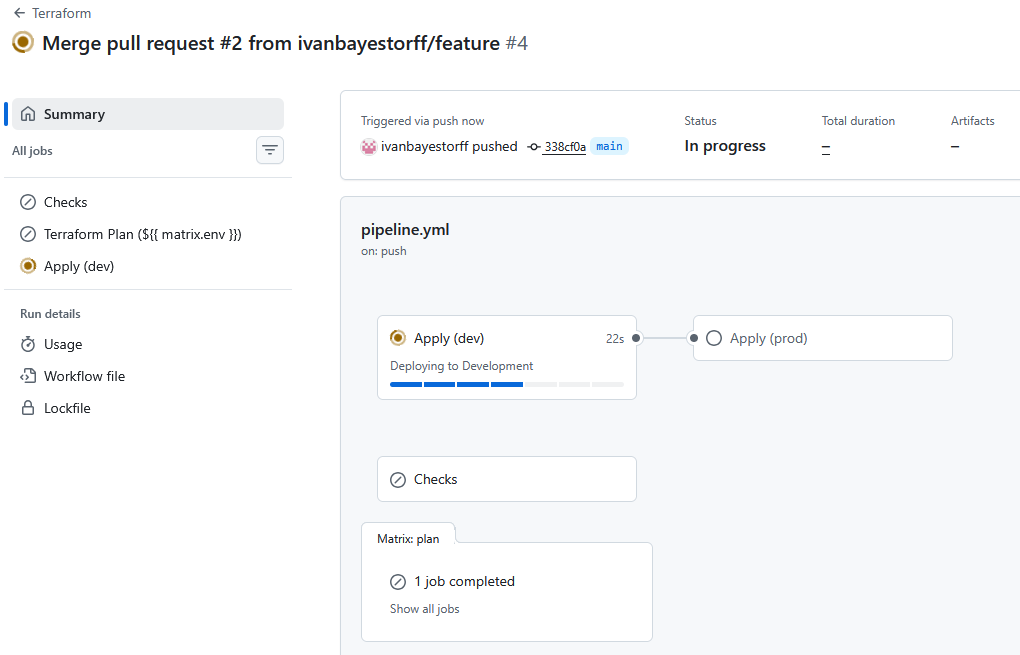 Terraform
Merge pull request #2 from ivanbayestorff/feature #4
Summary
All jobs
Checks
Terraform Plan (${{ matrix.env }})
Apply (dev)
Run details
Usage
Workflow file
Lockfile
Triggered via push now
ivanbayestorff pushed 338cf0a main
Status
In progress
Total duration
–
Artifacts
–
pipeline.yml
on: push
Apply (dev) 22s
Deploying to Development
Apply (prod)
Checks
Matrix: plan
1 job completed
Show all jobs